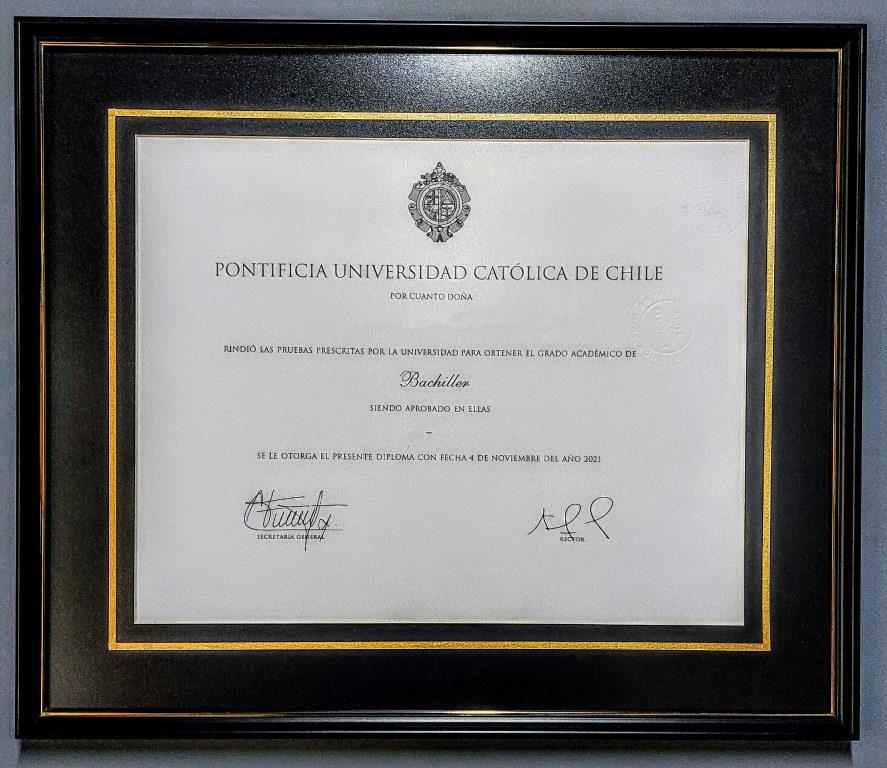 PONTIFICIA UNIVERSIDAD CATÓLICA DE CHILE
POR CUANTO DOÑA
RINDIÓ LAS PRUEBAS PRESCRITAS POR LA UNIVERSIDAD PARA OBTENER EL GRADO ACADÉMICO DE
Bachiller
SIENDO APROBADO EN ELLAS
–
SE LE OTORGA EL PRESENTE DIPLOMA CON FECHA 4 DE NOVIEMBRE DEL AÑO 2021
SECRETARIA GENERAL
RECTOR